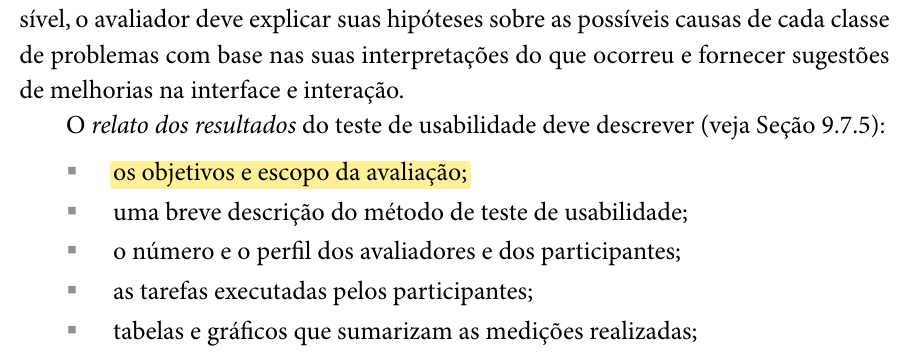 sível, o avaliador deve explicar suas hipóteses sobre as possíveis causas de cada classe
de problemas com base nas suas interpretações do que ocorreu e fornecer sugestões
de melhorias na interface e interação.
O relato dos resultados do teste de usabilidade deve descrever (veja Seção 9.7.5):
▪ os objetivos e escopo da avaliação;
▪ uma breve descrição do método de teste de usabilidade;
▪ o número e o perfil dos avaliadores e dos participantes;
▪ as tarefas executadas pelos participantes;
▪ tabelas e gráficos que sumarizam as medições realizadas;